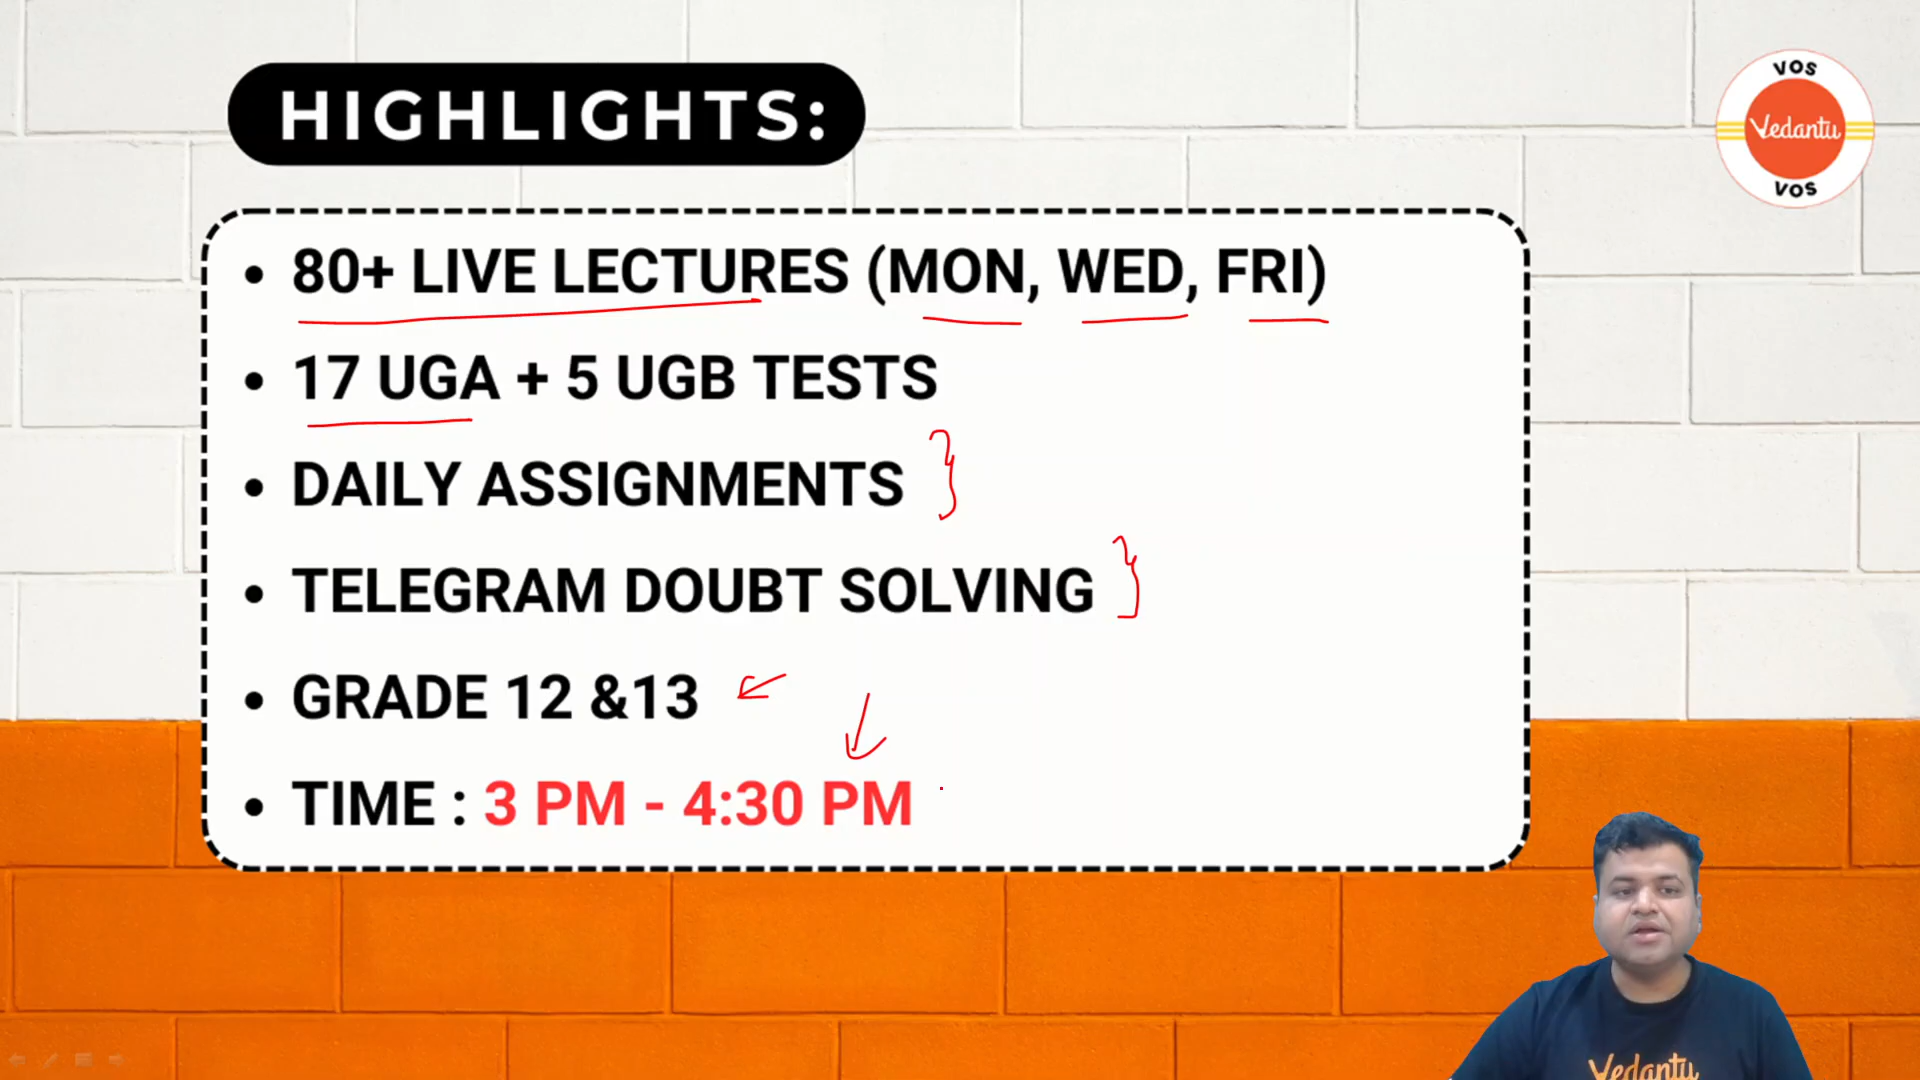 HIGHLIGHTS:
VOS
Vedantu
VOS
• 80+ LIVE LECTURES (MON, WED, FRI)
• 17 UGA + 5 UGB TESTS
• DAILY ASSIGNMENTS
• TELEGRAM DOUBT SOLVING
• GRADE 12 &13
• TIME : 3 PM - 4:30 PM
Vedantu